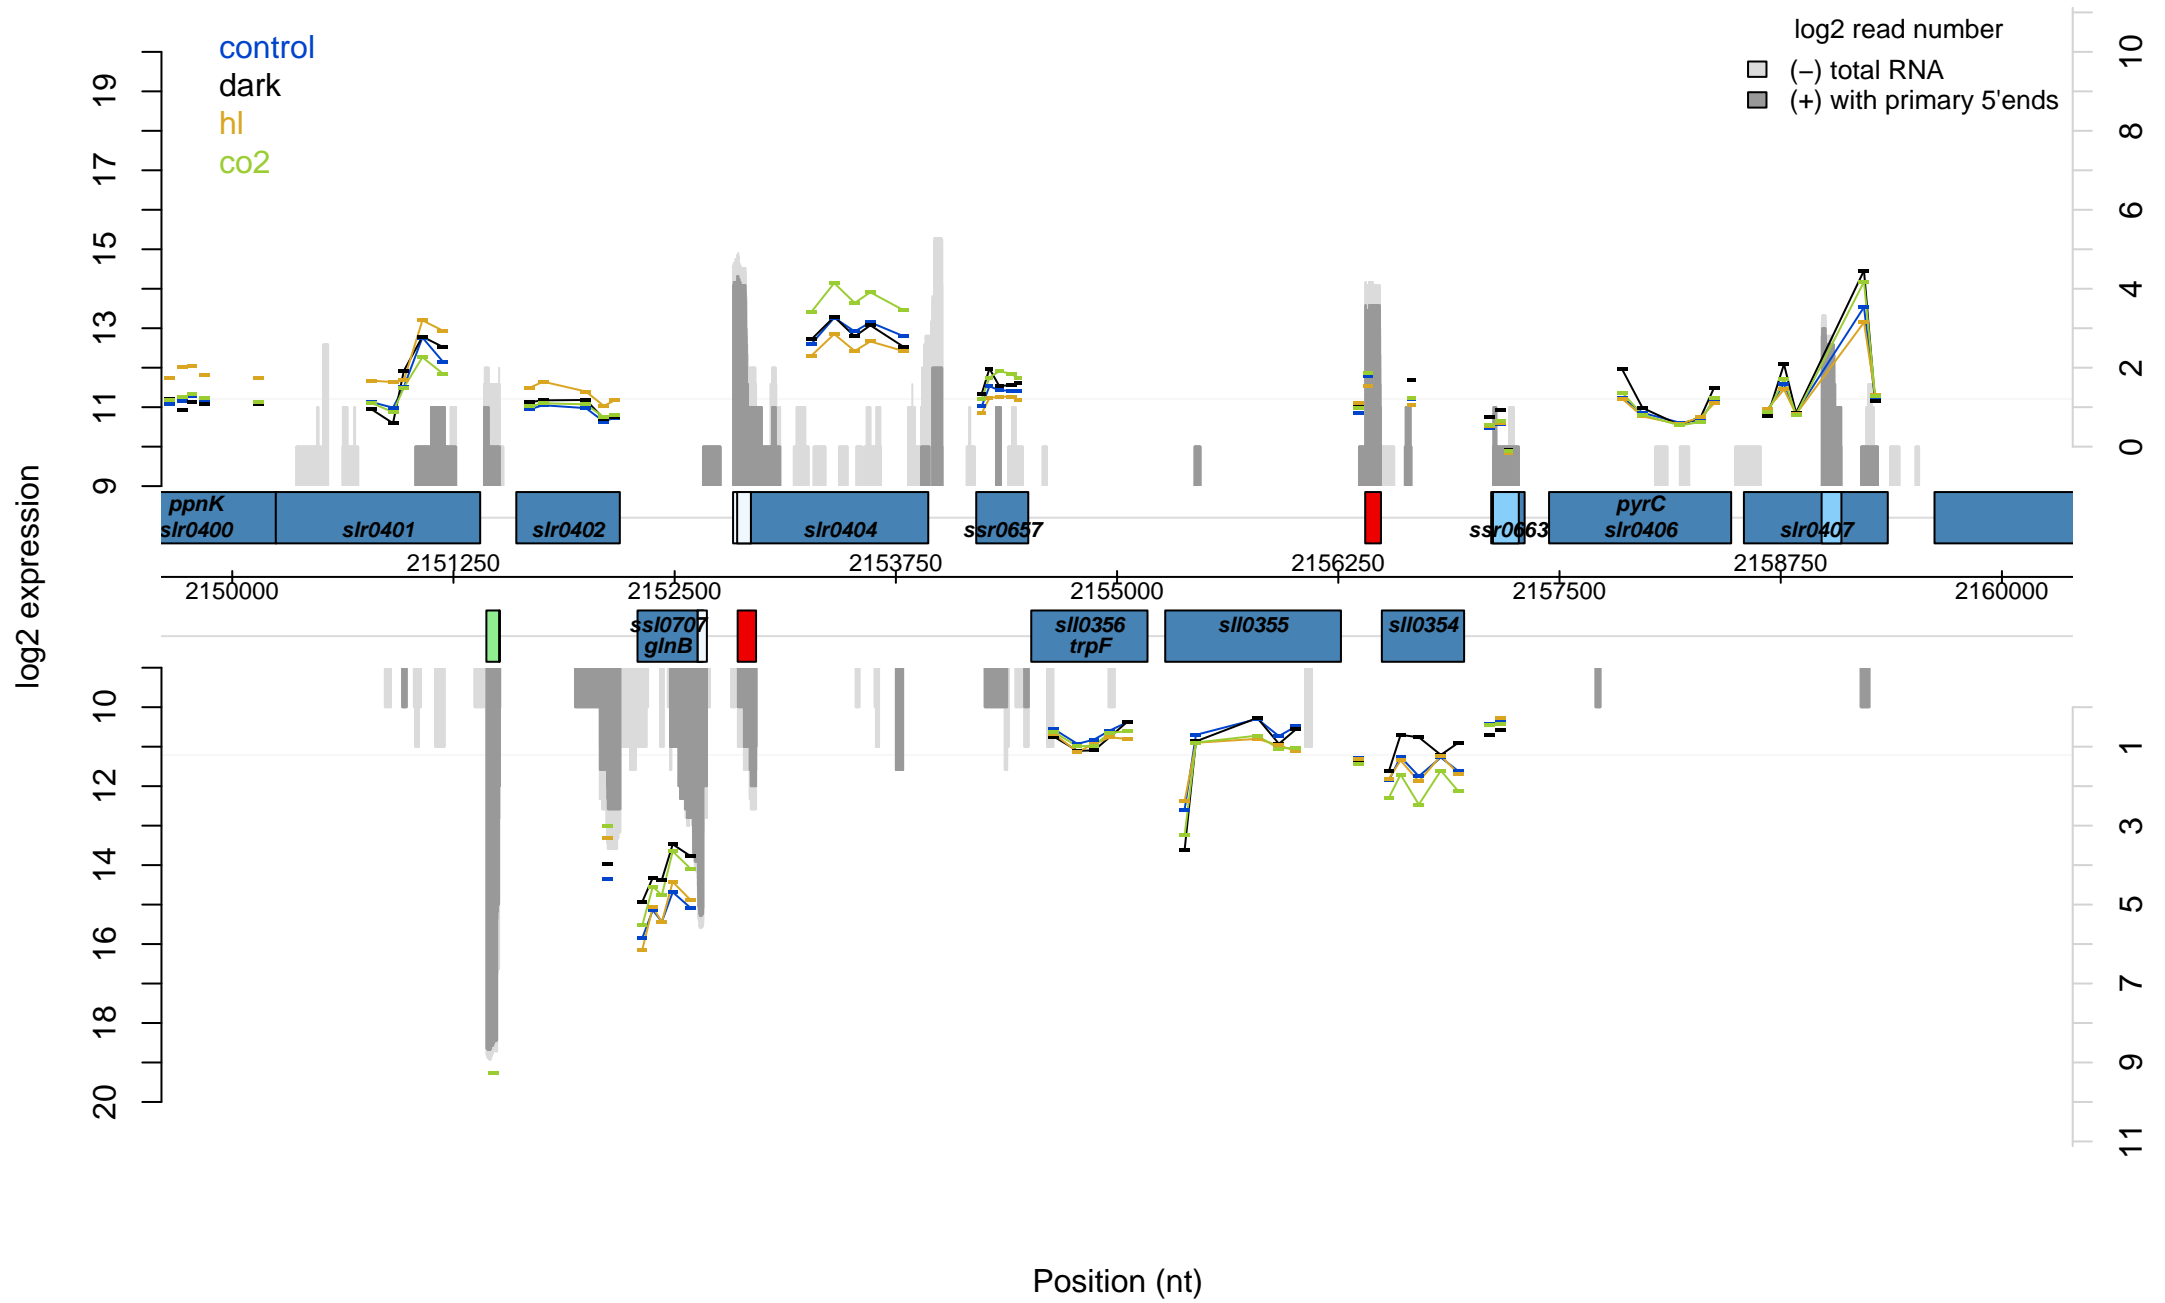 control
dark
hl
co2
log2 read number
(−) total RNA
(+) with primary 5'ends
19
17
15
13
11
9
10
8
6
4
2
0
log2 expression
ppnK
slr0400
slr0401
slr0402
slr0404
ssr0657
ssr0663
pyrC
slr0406
slr0407
2151250
2153750
2156250
2158750
2150000
2152500
2155000
2157500
2160000
ssl0707
glnB
sll0356
trpF
sll0355
sll0354
10
12
14
16
18
20
1
3
5
7
9
11
Position (nt)